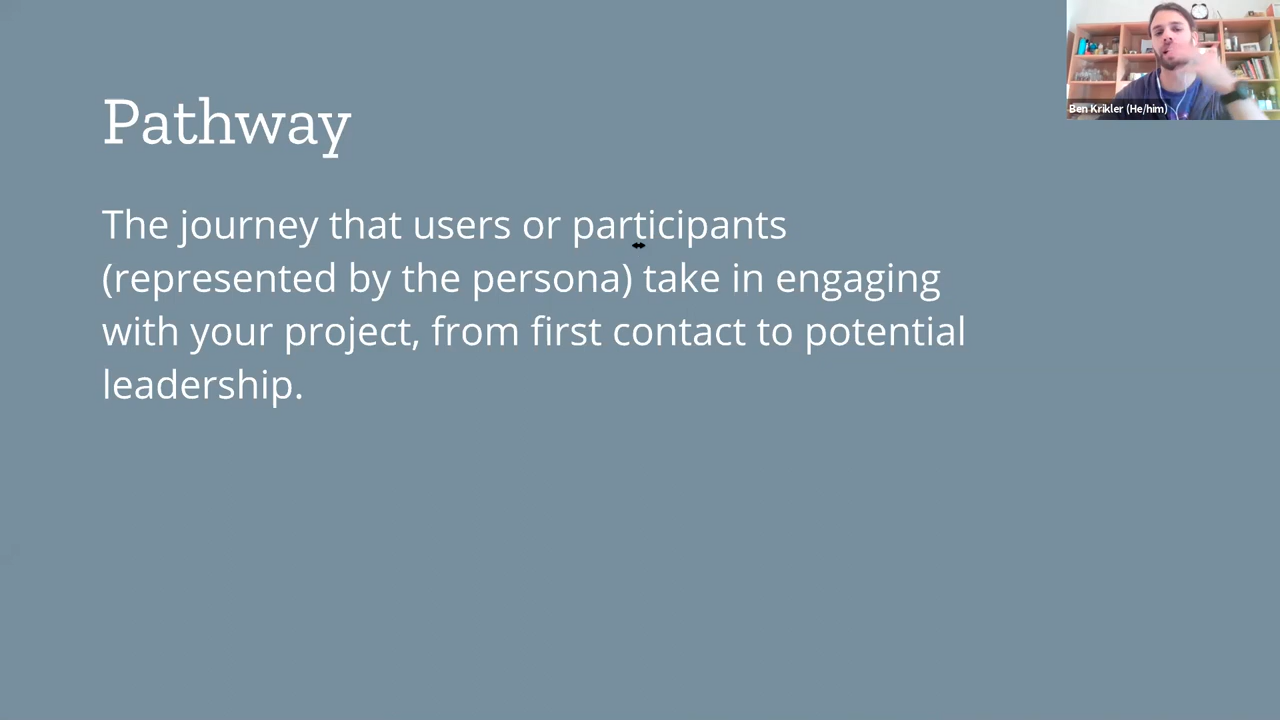 Pathway
The journey that users or participants
(represented by the persona) take in engaging
with your project, from first contact to potential
leadership.
Ben Krikler (He/him)